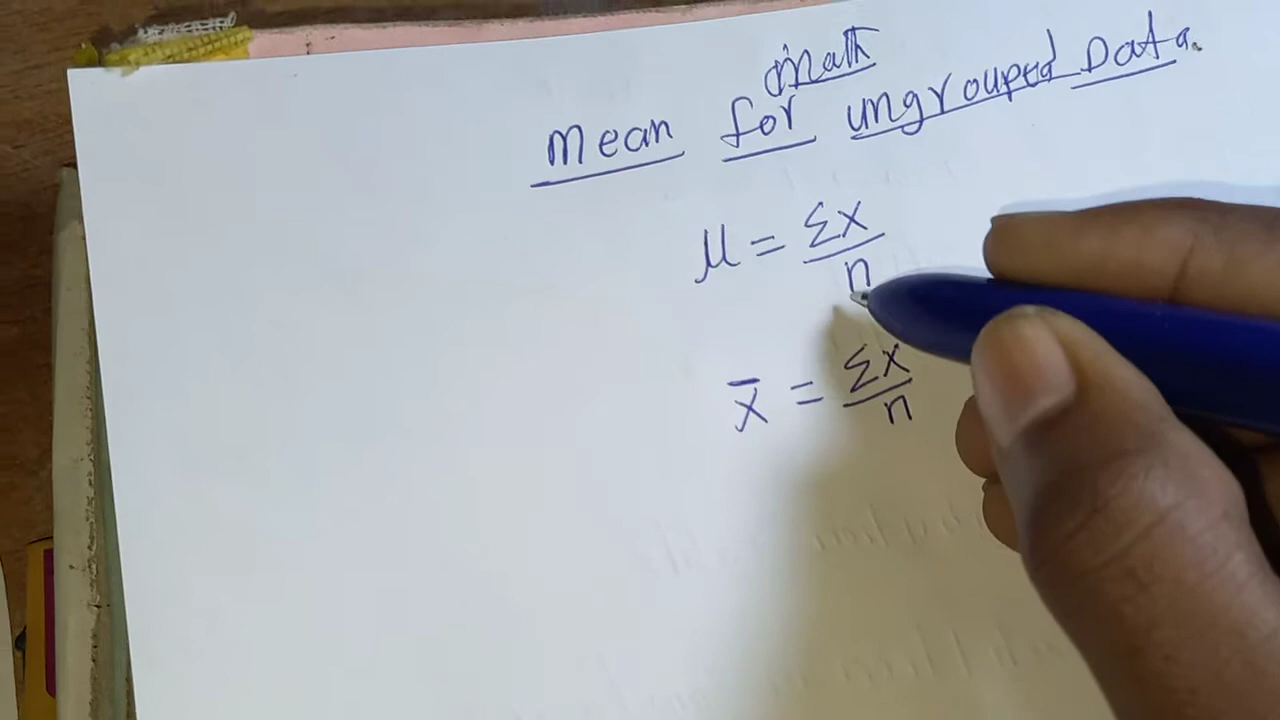 math
Mean for ungrouped Data.
μ = Σx/n
x̄ = Σx/n